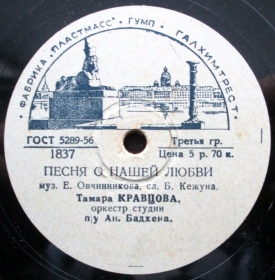 ФАБРИКА „ПЛАСТМАСС" · ГУМП · ГАЛХИМТРЕСТ
ГОСТ 5289-56 Третья гр.
1837 Цена 5 р. 70 к.
ПЕСНЯ О НАШЕЙ ЛЮБВИ
муз. Е. Овчинникова, сл. Б. Кежуна.
Тамара КРАВЦОВА,
оркестр студии
п/у Ан. Бадхена.